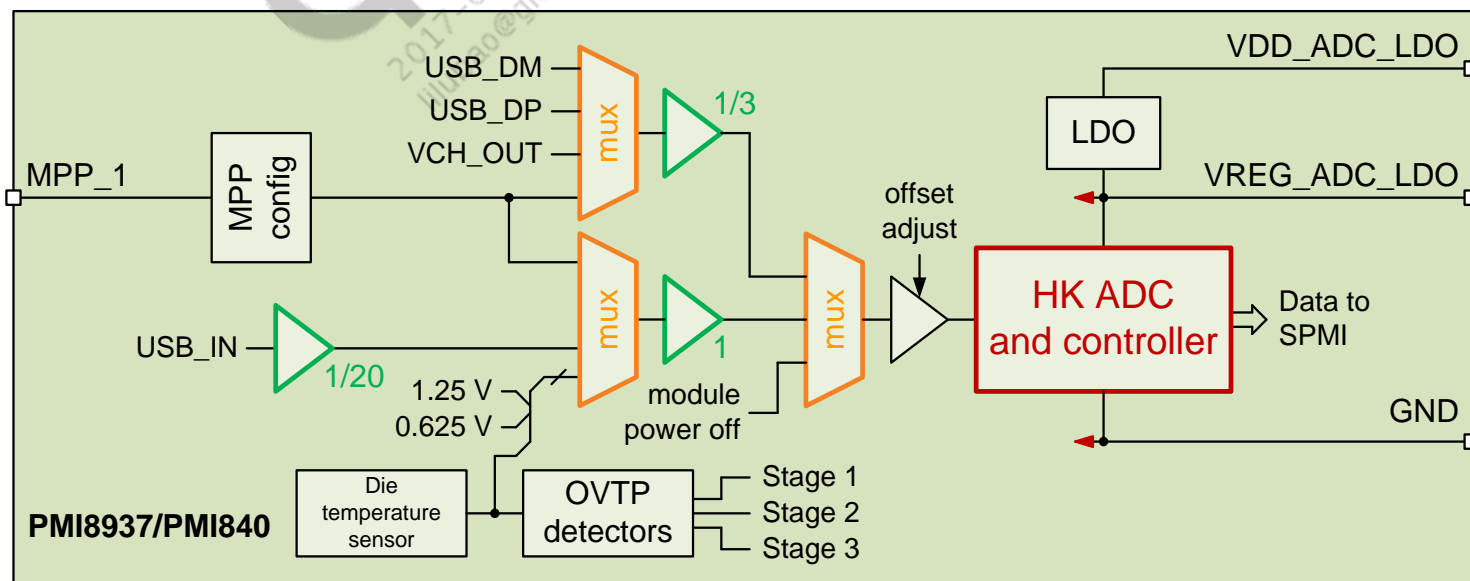 2017-0
USB_DM
USB_DP
VCH_OUT
mux
1/3
VDD_ADC_LDO
LDO
MPP_1
MPP
config
VREG_ADC_LDO
offset
adjust
USB_IN
1/20
mux
1
mux
HK ADC
and controller
Data to
SPMI
1.25 V
0.625 V
module
power off
GND
Die
temperature
sensor
OVTP
detectors
Stage 1
Stage 2
Stage 3
PMI8937/PMI840